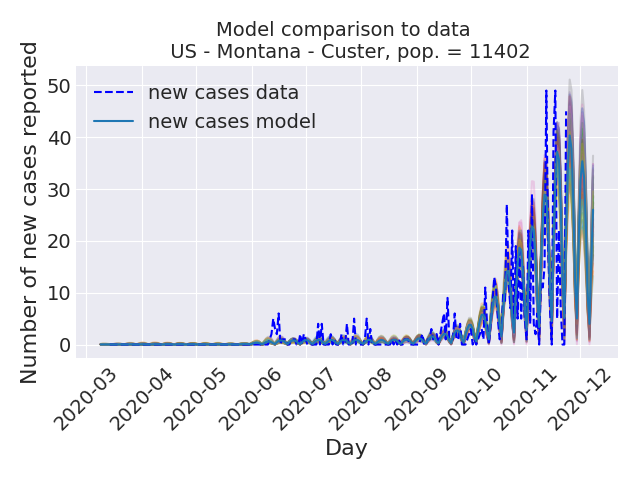 Model comparison to data
US - Montana - Custer, pop. = 11402
new cases data
new cases model
Number of new cases reported
50
40
30
20
10
0
2020-03
2020-04
2020-05
2020-06
2020-07
2020-08
2020-09
2020-10
2020-11
2020-12
Day